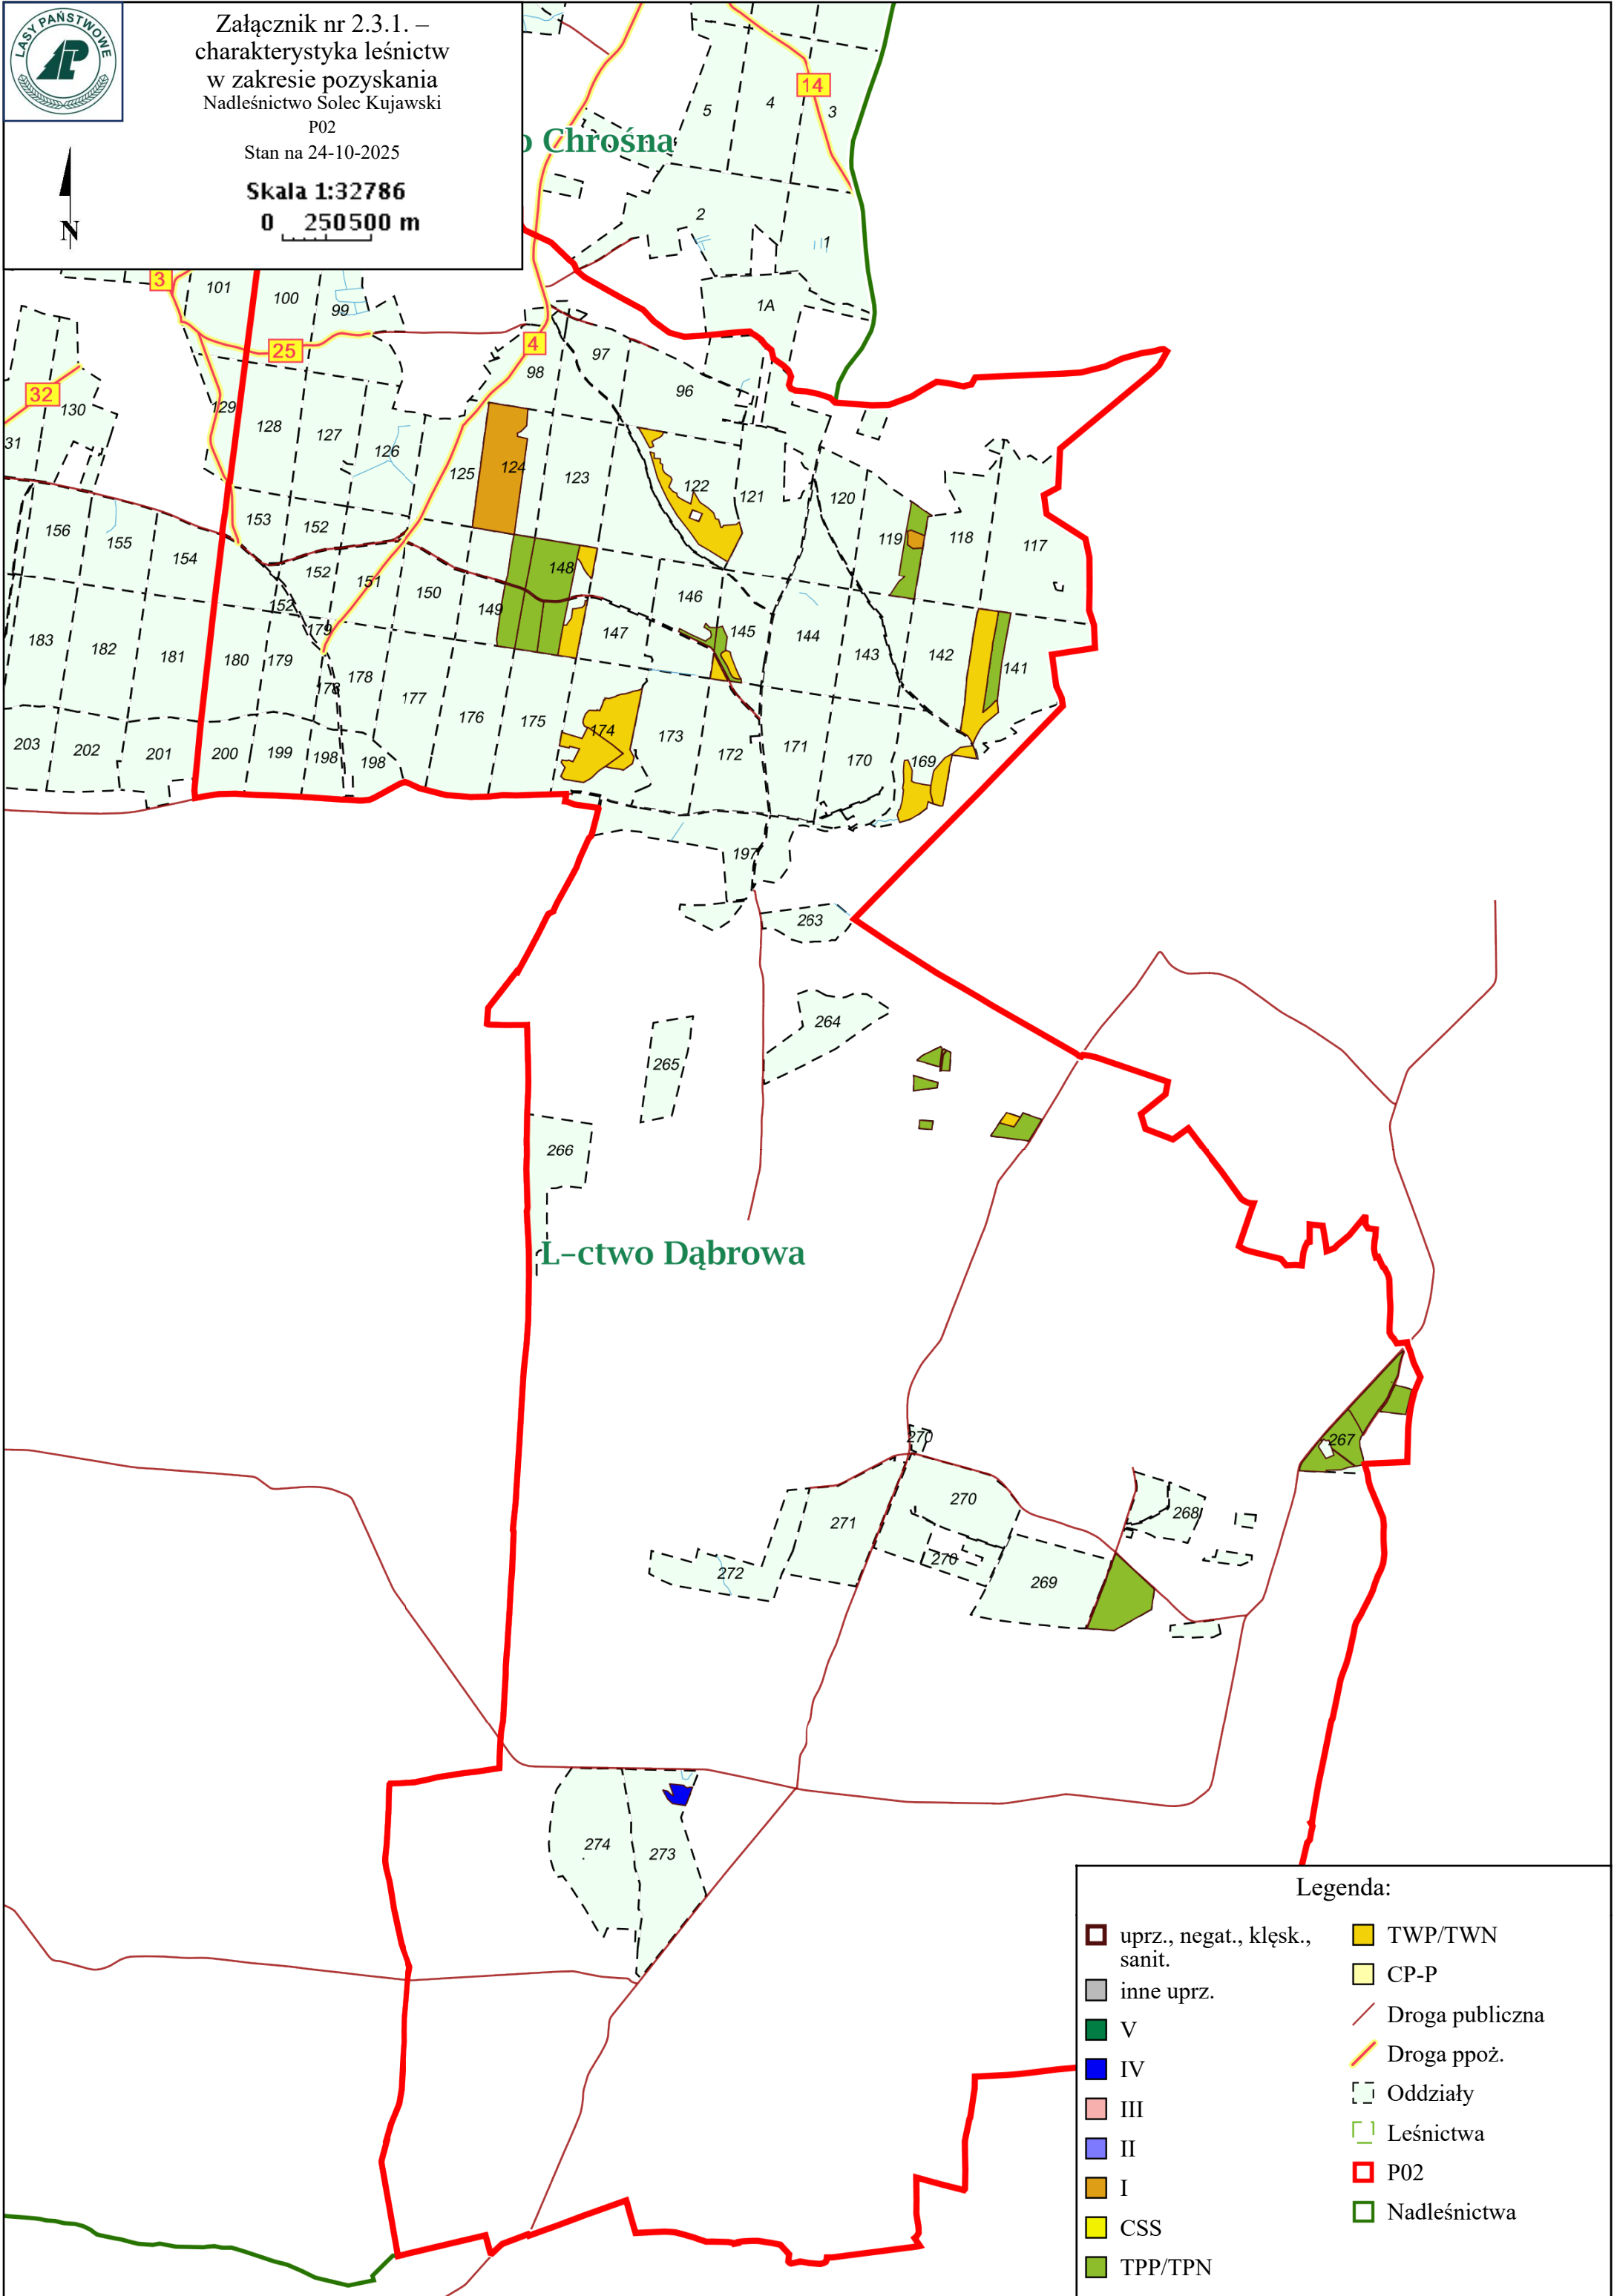 LASY PAŃSTWOWE
Załącznik nr 2.3.1. –
charakterystyka leśnictw
w zakresie pozyskania
Nadleśnictwo Solec Kujawski
P02
Stan na 24-10-2025
Skala 1:32786
0 250500 m
N
o Chrośna
14
5
4
3
2
1
1A
3
101
100
99
25
4
98
97
96
32
130
31
129
128
127
126
125
124
123
122
121
120
119
118
117
156
155
154
153
152
152
152
151
150
149
148
147
146
145
144
143
142
141
183
182
181
180
179
179
178
178
177
176
175
174
173
172
171
170
169
203
202
201
200
199
198
198
197
263
264
265
266
L-ctwo Dąbrowa
267
270
270
270
271
272
268
269
274
273
Legenda:
uprz., negat., klęsk.,
sanit.
inne uprz.
V
IV
III
II
I
CSS
TPP/TPN
TWP/TWN
CP-P
Droga publiczna
Droga ppoż.
Oddziały
Leśnictwa
P02
Nadleśnictwa